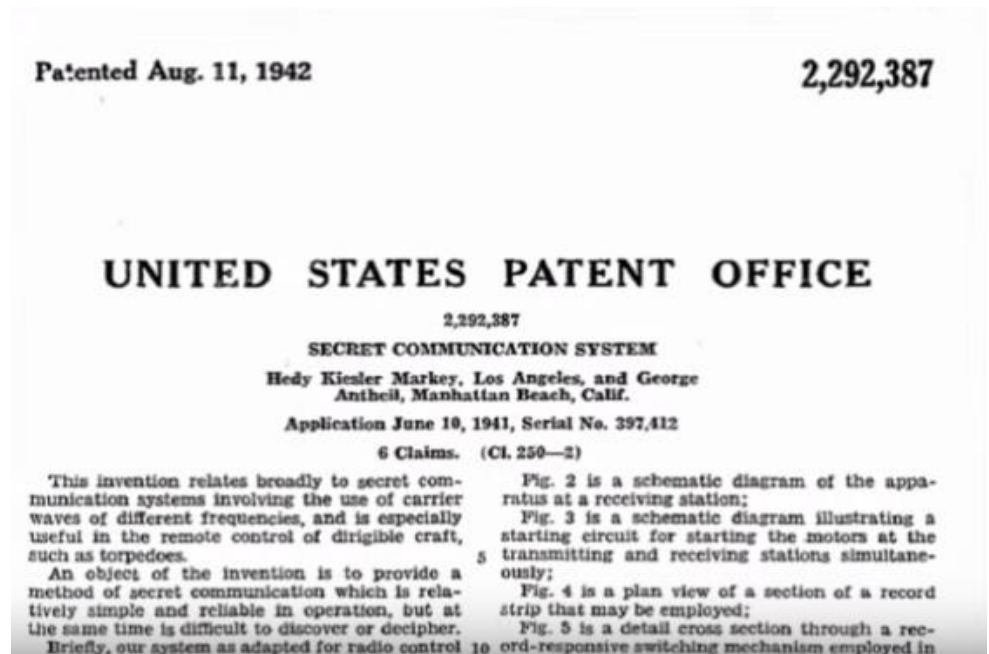 Patented Aug. 11, 1942
2,292,387
UNITED STATES PATENT OFFICE
2,292,387
SECRET COMMUNICATION SYSTEM
Hedy Kiesler Markey, Los Angeles, and George
Antheil, Manhattan Beach, Calif.
Application June 10, 1941, Serial No. 397,412
6 Claims. (Cl. 250—2)
This invention relates broadly to secret com-
munication systems involving the use of carrier
waves of different frequencies, and is especially
useful in the remote control of dirigible craft,
such as torpedoes.
An object of the invention is to provide a
method of secret communication which is rela-
tively simple and reliable in operation, but at
the same time is difficult to discover or decipher.
Briefly, our system as adapted for radio control
5
10
Fig. 2 is a schematic diagram of the appa-
ratus at a receiving station;
Fig. 3 is a schematic diagram illustrating a
starting circuit for starting the motors at the
transmitting and receiving stations simultane-
ously;
Fig. 4 is a plan view of a section of a record
strip that may be employed;
Fig. 5 is a detail cross section through a rec-
ord-responsive switching mechanism employed in